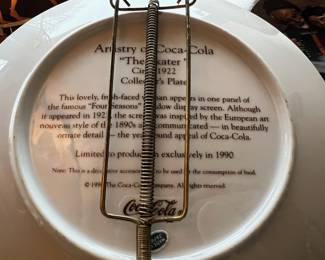 Artistry of Coca-Cola
"The Skater"
Circa 1922
Collector's Plate
This lovely, fresh-faced woman appears in one panel of
the famous "Four Seasons" window display screen. Although
it appeared in 1922, the screen was inspired by the European art
nouveau style of the 1890s and communicated — in beautifully
ornate detail — the year-round appeal of Coca-Cola.
Limited to production exclusively in 1990
Note: This is a decorative accessory. Not to be used for the consumption of food.
© 1990 The Coca-Cola Company. All rights reserved.
Coca-Cola